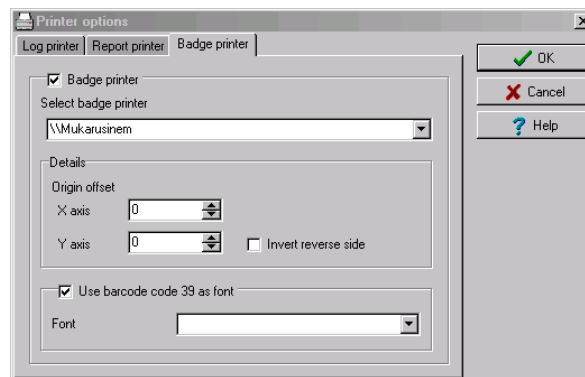 Printer options
Log printer Report printer Badge printer
OK
Badge printer
Cancel
Select badge printer
\\Mukarusinem
Help
Details
Origin offset
X axis 0
Y axis 0 Invert reverse side
Use barcode code 39 as font
Font